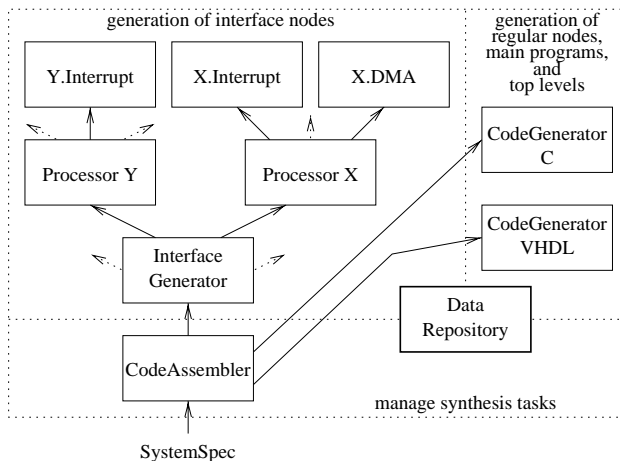 generation of interface nodes
generation of
regular nodes,
main programs,
and
top levels
Y.Interrupt
X.Interrupt
X.DMA
CodeGenerator
C
Processor Y
Processor X
CodeGenerator
VHDL
Interface
Generator
Data
Repository
CodeAssembler
manage synthesis tasks
SystemSpec